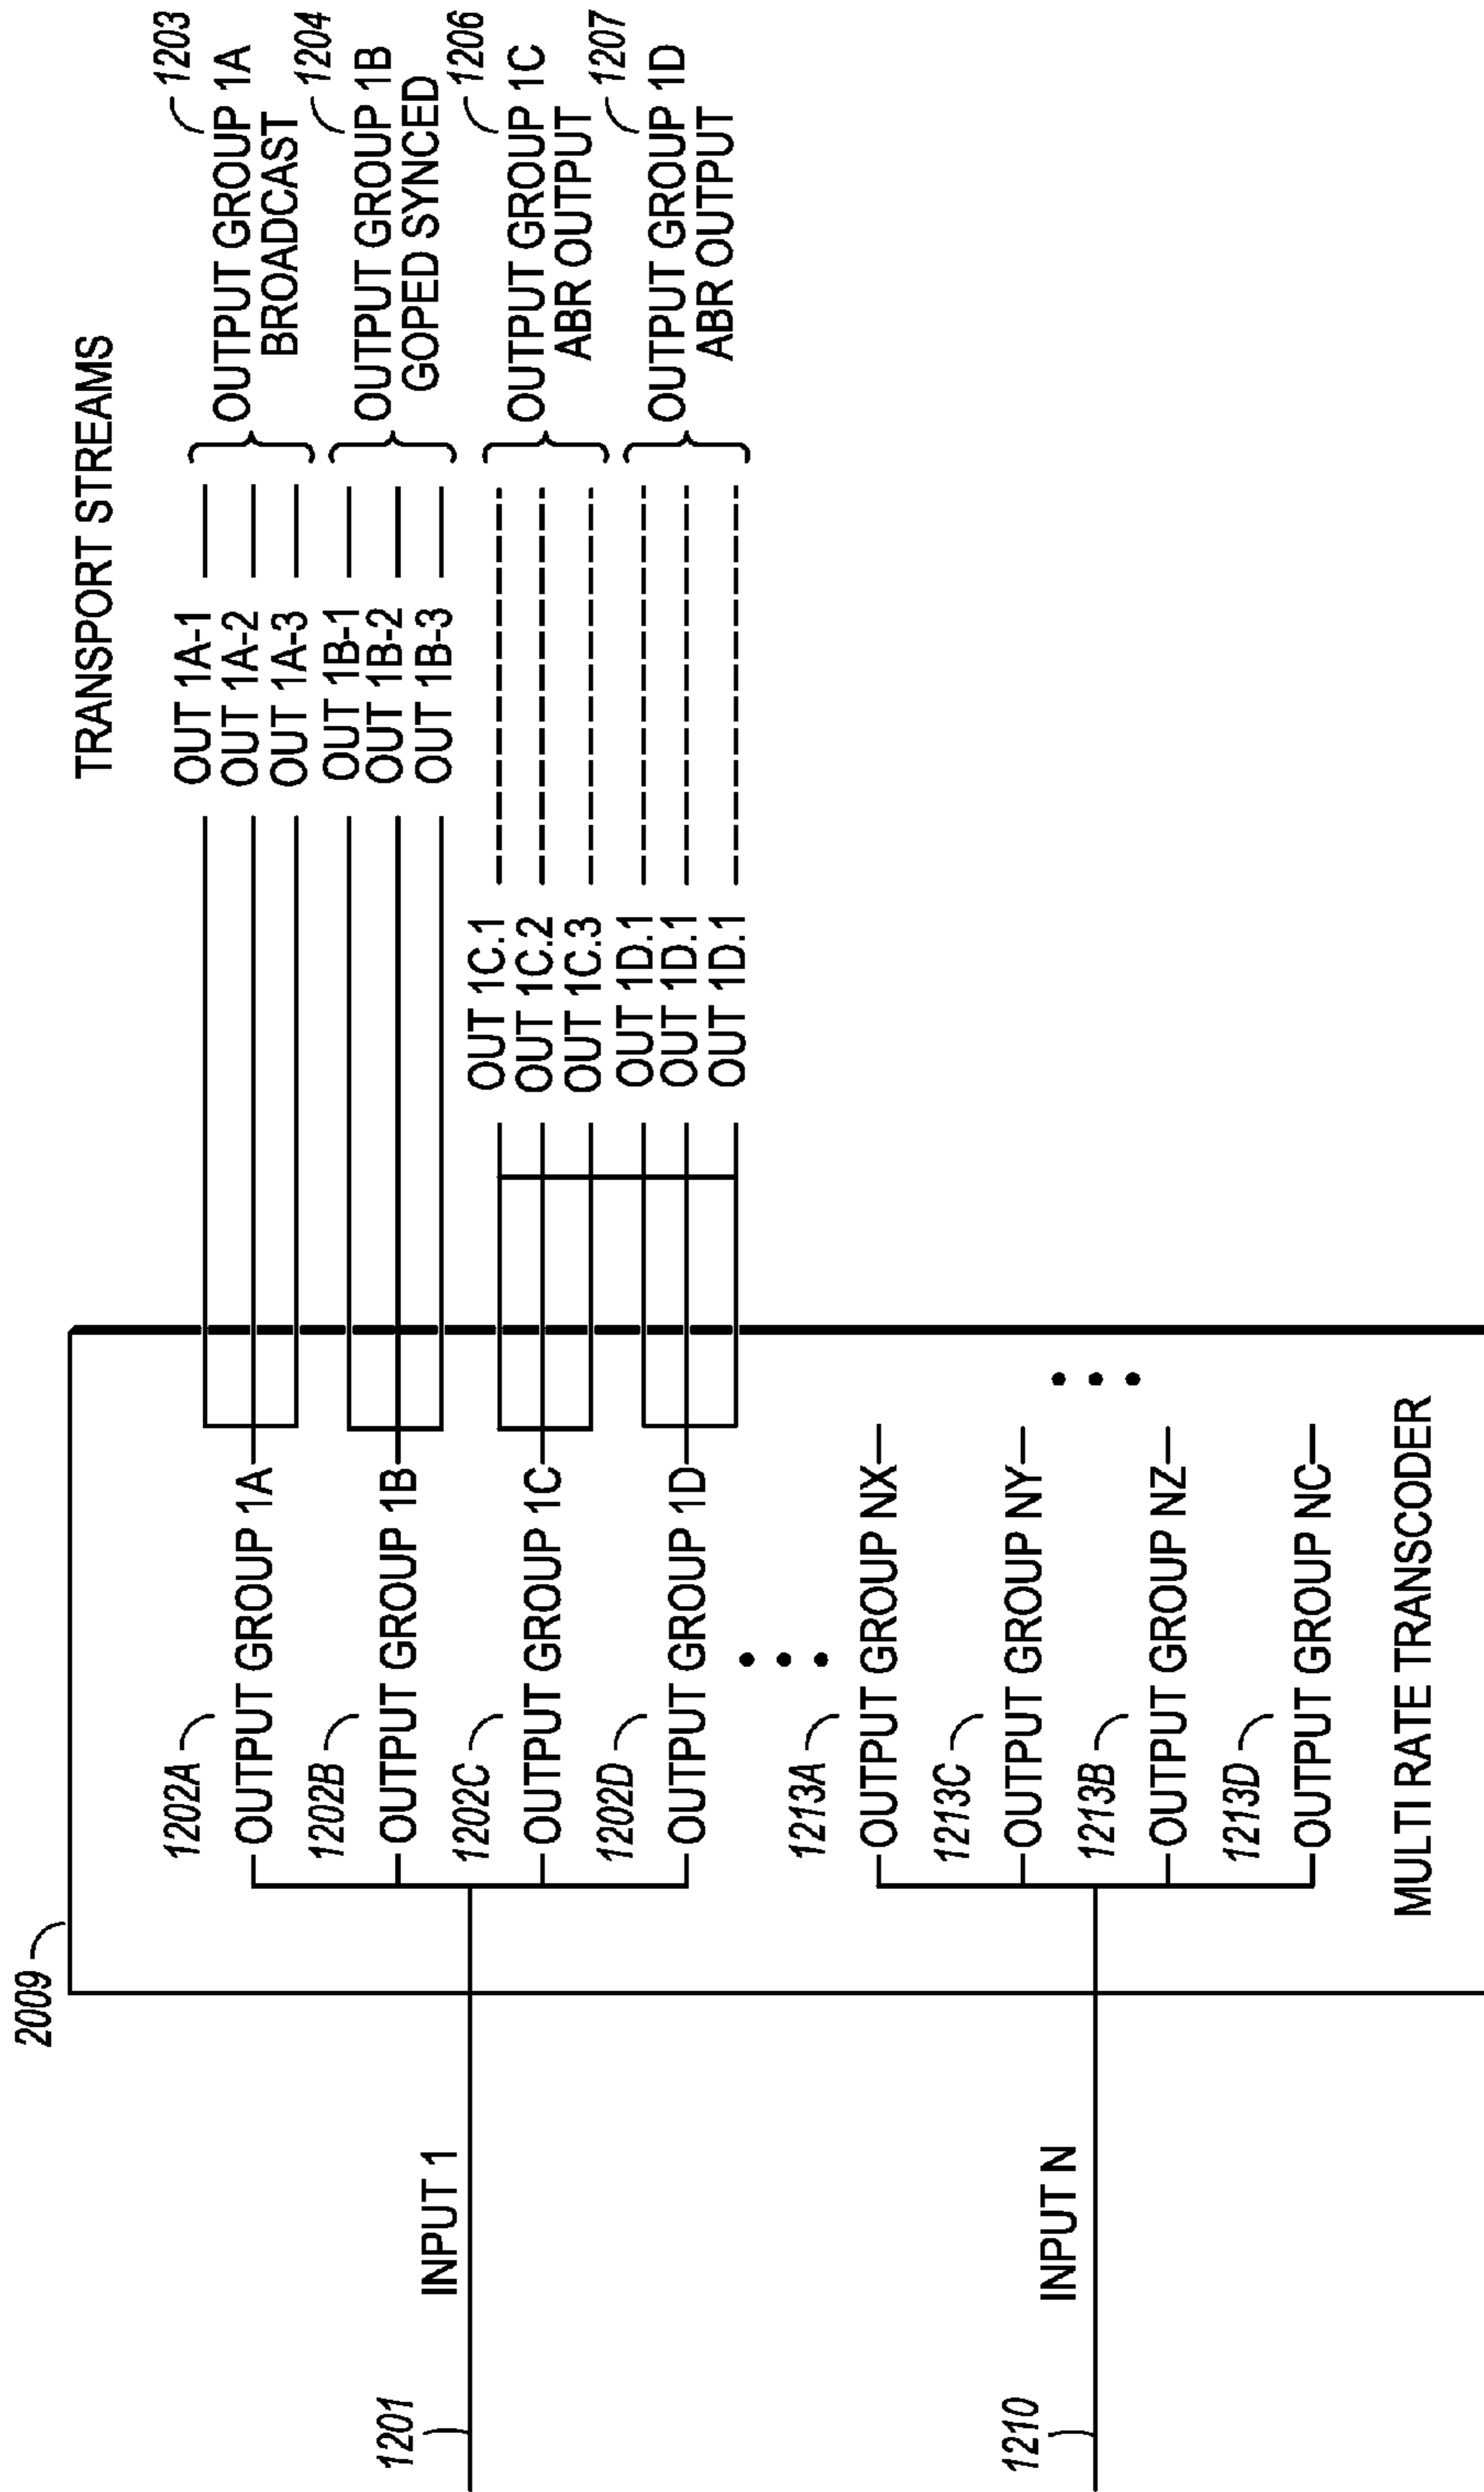 TRANSPORT STREAMS
2009
1201
INPUT 1
1202A
OUTPUT GROUP 1A
1202B
OUTPUT GROUP 1B
1202C
OUTPUT GROUP 1C
1202D
OUTPUT GROUP 1D
OUT 1A-1
OUT 1A-2
OUT 1A-3
OUT 1B-1
OUT 1B-2
OUT 1B-3
OUT 1C.1
OUT 1C.2
OUT 1C.3
OUT 1D.1
OUT 1D.1
OUT 1D.1
1203
OUTPUT GROUP 1A
BROADCAST
1204
OUTPUT GROUP 1B
GOPED SYNCED
1206
OUTPUT GROUP 1C
ABR OUTPUT
1207
OUTPUT GROUP 1D
ABR OUTPUT
1210
INPUT N
1213A
OUTPUT GROUP NX
1213C
OUTPUT GROUP NY
1213B
OUTPUT GROUP NZ
1213D
OUTPUT GROUP NC
MULTI RATE TRANSCODER